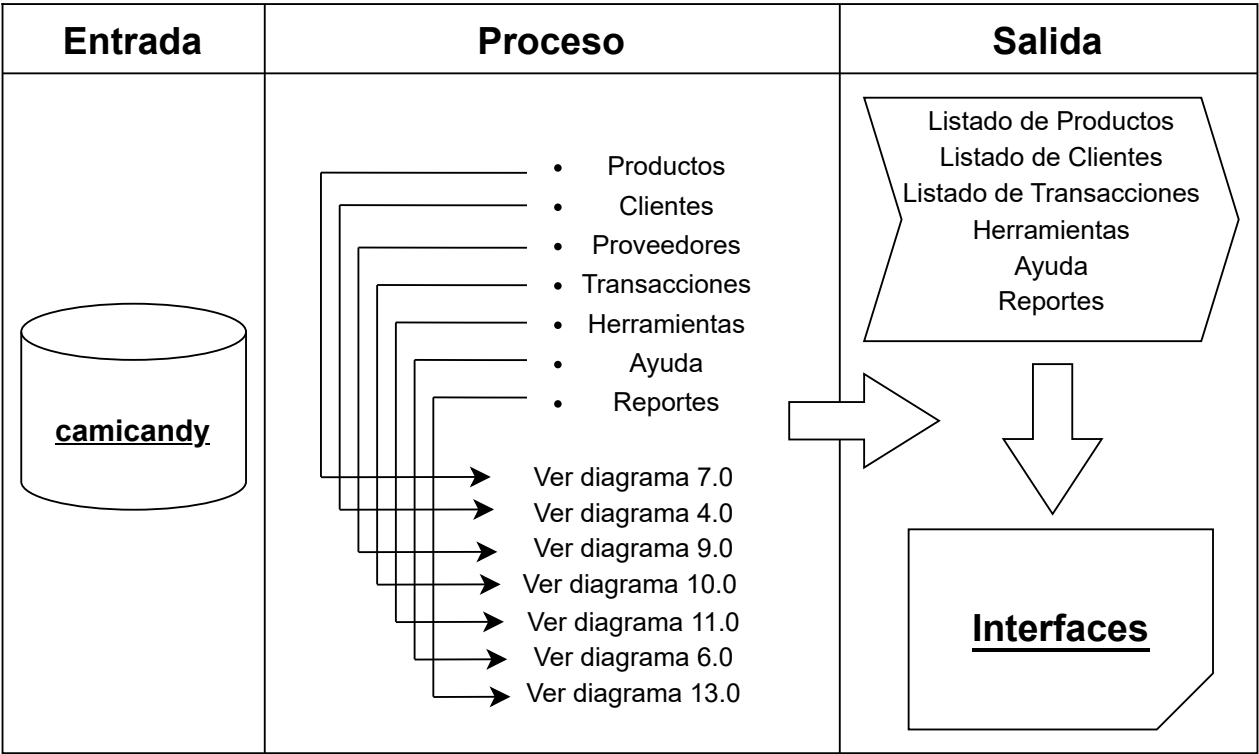 Entrada
Proceso
Salida
camicandy
• Productos
• Clientes
• Proveedores
• Transacciones
• Herramientas
• Ayuda
• Reportes
Ver diagrama 7.0
Ver diagrama 4.0
Ver diagrama 9.0
Ver diagrama 10.0
Ver diagrama 11.0
Ver diagrama 6.0
Ver diagrama 13.0
Listado de Productos
Listado de Clientes
Listado de Transacciones
Herramientas
Ayuda
Reportes
Interfaces